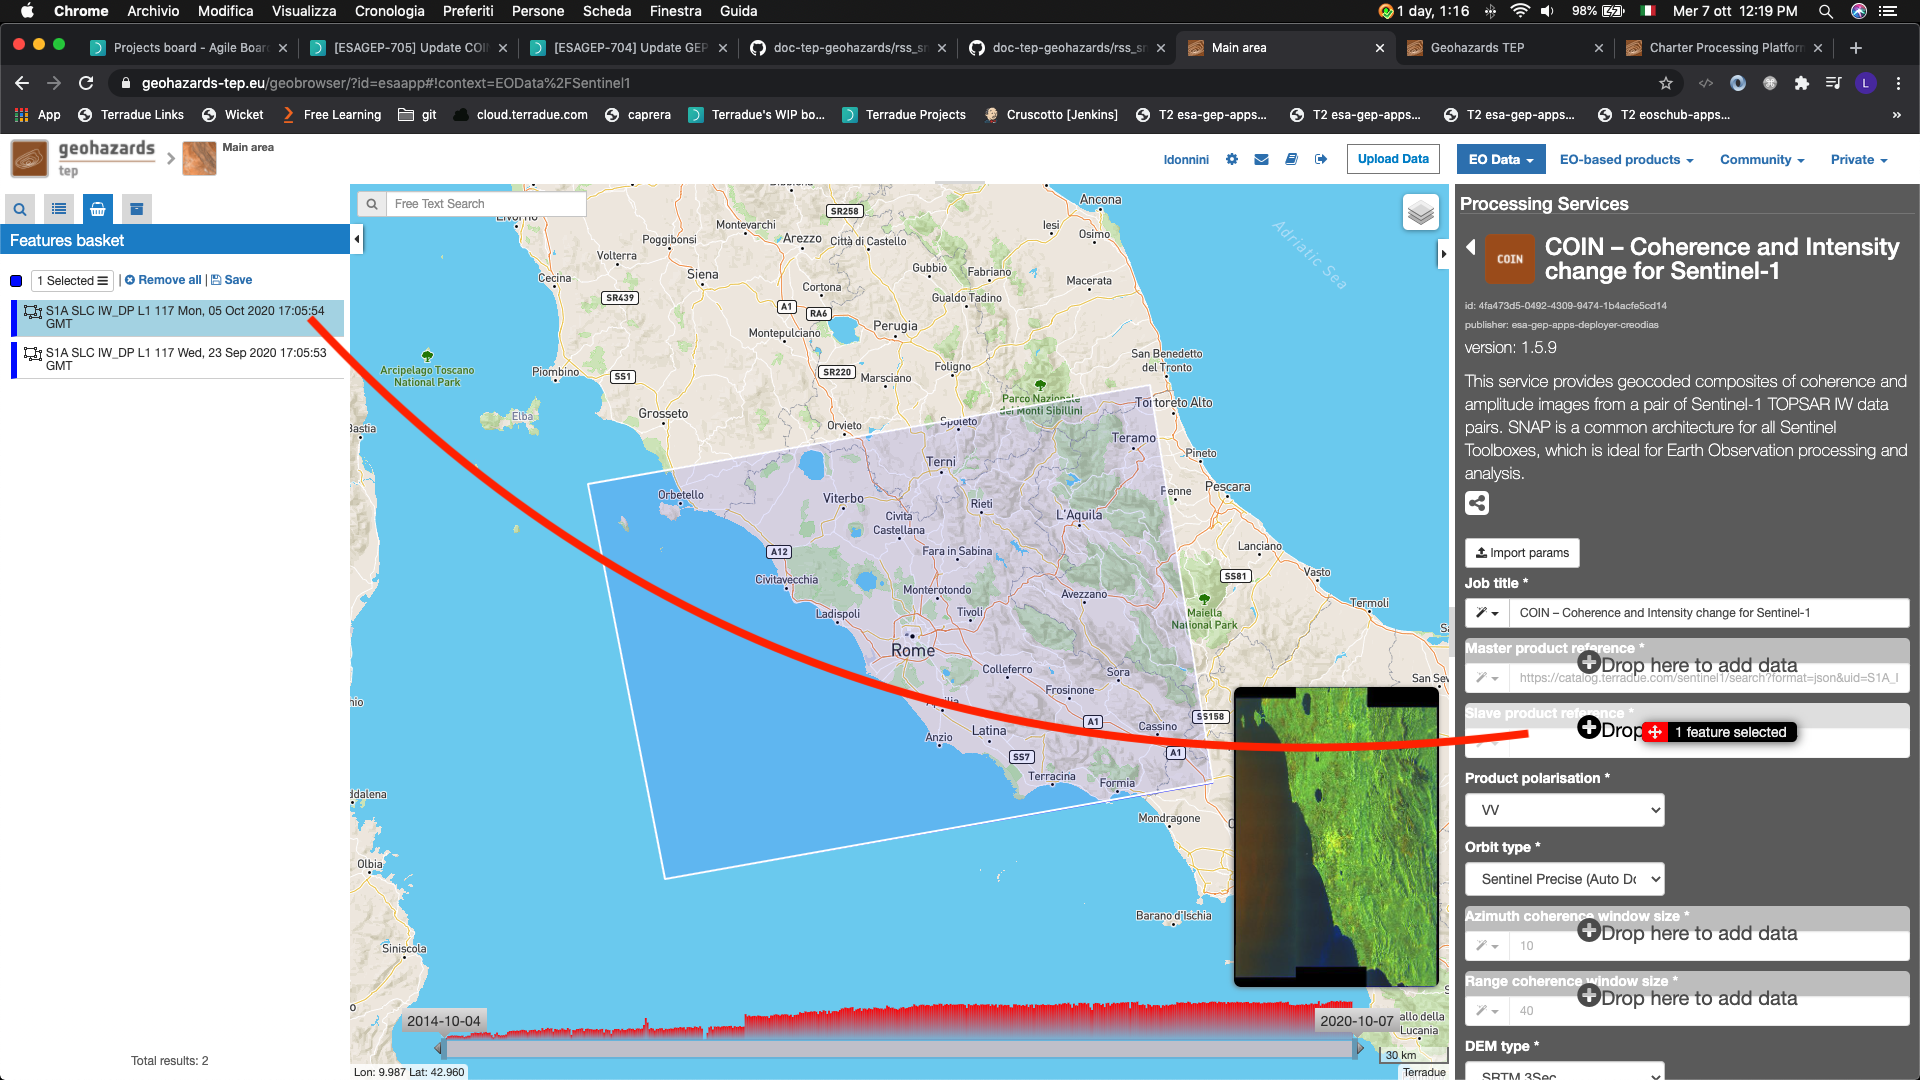 Chrome Archivio Modifica Visualizza Cronologia Preferiti Persone Scheda Finestra Guida
1 day, 1:16 98% Mer 7 ott 12:19 PM
Projects board - Agile Boar
[ESAGEP-705] Update COI
[ESAGEP-704] Update GEP
doc-tep-geohazards/rss_s
doc-tep-geohazards/rss_s
Main area
Geohazards TEP
Charter Processing Platfor
geohazards-tep.eu/geobrowser/?id=esaapp#!context=EOData%2FSentinel1
L
App Terradue Links Wicket Free Learning git cloud.terradue.com caprera Terradue's WIP bo... Terradue Projects Cruscotto [Jenkins] T2 esa-gep-apps... T2 esa-gep-apps... T2 esa-gep-apps... T2 eoschub-apps... »
geohazards
tep
Main area
ldonnini
Upload Data
EO Data
EO-based products
Community
Private
Features basket
1 Selected | Remove all | Save
S1A SLC IW_DP L1 117 Mon, 05 Oct 2020 17:05:54
GMT
S1A SLC IW_DP L1 117 Wed, 23 Sep 2020 17:05:53
GMT
Total results: 2
Free Text Search
SR258
Ancona
Montevarchi
Arezzo
Città di Castello
Iesi
Osimo
Poggibonsi
Volterra
Siena
Gubbio
Fabriano
Macerata
Adriatic Sea
Cecina
SR439
Cortona
Gualdo Tadino
A1
RA6
Montepulciano
Perugia
Arcipelago Toscano
National Park
Piombino
SS1
SR220
Marsciano
Foligno
San Benedetto
del Tronto
Parco Nazionale
dei Monti Sibillini
Elba
Grosseto
Tortoreto Alto
Bastia
Orvieto
Spoleto
Teramo
Pineto
Terni
Orbetello
Viterbo
Rieti
Penne
Pescara
Civita
Castellana
L'Aquila
A12
Fara in Sabina
Lanciano
Civitavecchia
Monterotondo
SS81
Vasto
Avezzano
Ladispoli
Tivoli
Maiella
National Park
Termoli
Rome
Colleferro
Sora
San Sev
Frosinone
Aprilia
A1
Cassino
SS158
Latina
Anzio
SS7
A1
Terracina
Formia
Mondragone
Olbia
Barano d'Ischia
Siniscola
2014-10-04
2020-10-07
allo della
Lucania
30 km
Lon: 9.987 Lat: 42.960
Terradue
Processing Services
COIN
COIN – Coherence and Intensity
change for Sentinel-1
id: 4fa473d5-0492-4309-9474-1b4acfe5cd14
publisher: esa-gep-apps-deployer-creodias
version: 1.5.9
This service provides geocoded composites of coherence and
amplitude images from a pair of Sentinel-1 TOPSAR IW data
pairs. SNAP is a common architecture for all Sentinel
Toolboxes, which is ideal for Earth Observation processing and
analysis.
Import params
Job title *
COIN – Coherence and Intensity change for Sentinel-1
Master product reference *
Drop here to add data
https://catalog.terradue.com/sentinel1/search?format=json&uid=S1A_I
Slave product reference *
Drop
1 feature selected
Product polarisation *
VV
Orbit type *
Sentinel Precise (Auto Dc
Azimuth coherence window size *
Drop here to add data
10
Range coherence window size *
Drop here to add data
40
DEM type *
SRTM 3Sec